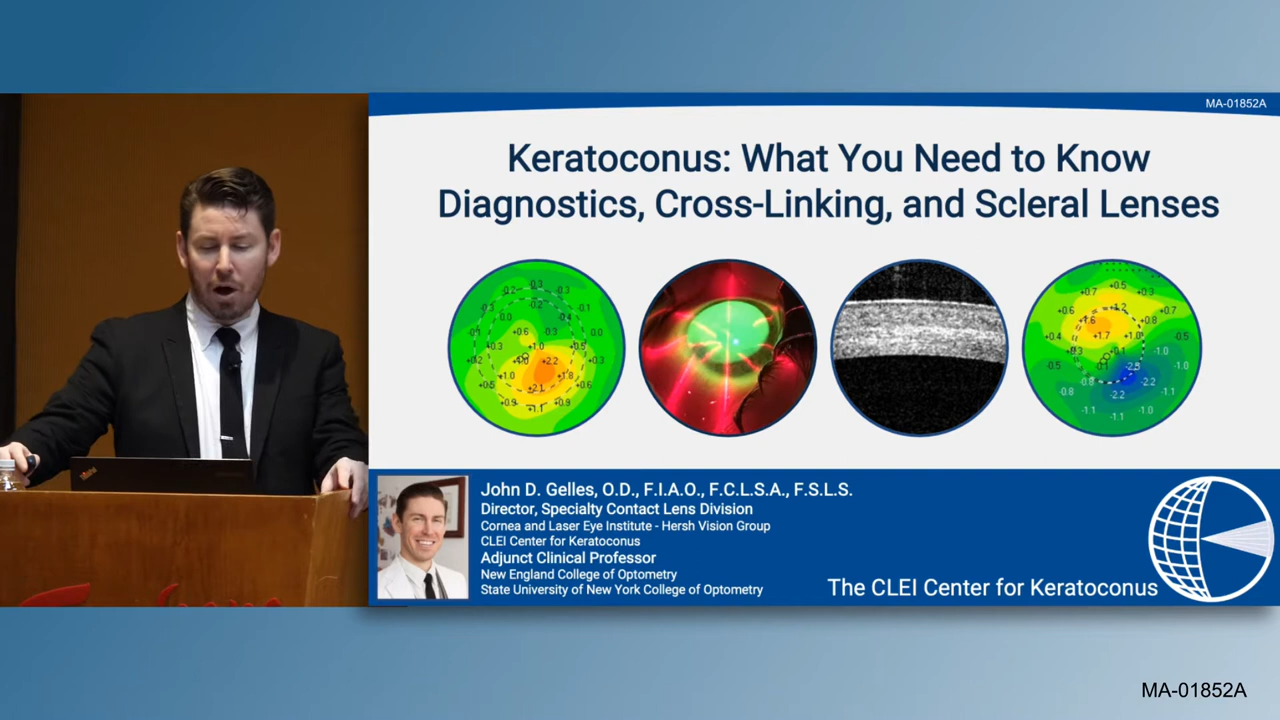 MA-01852A
Keratoconus: What You Need to Know
Diagnostics, Cross-Linking, and Scleral Lenses
John D. Gelles, O.D., F.I.A.O., F.C.L.S.A., F.S.L.S.
Director, Specialty Contact Lens Division
Cornea and Laser Eye Institute - Hersh Vision Group
CLEI Center for Keratoconus
Adjunct Clinical Professor
New England College of Optometry
State University of New York College of Optometry
The CLEI Center for Keratoconus
MA-01852A